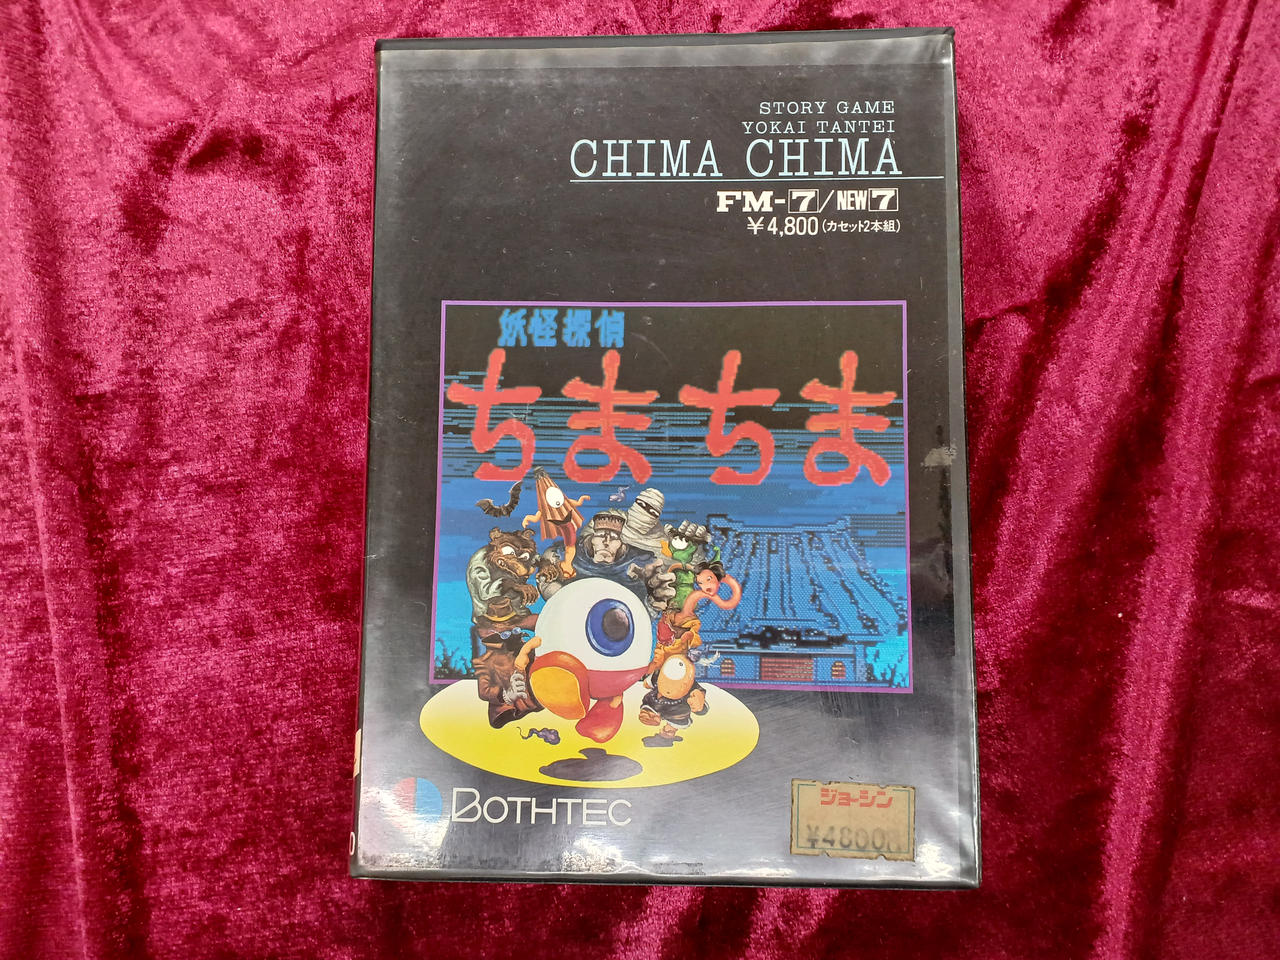 STORY GAME
YOKAI TANTEI
CHIMA CHIMA
FM-7/NEW7
¥4,800(カセット2本組)
妖怪探偵
ちまちま
BOTHTEC
ジョーシン
¥4800